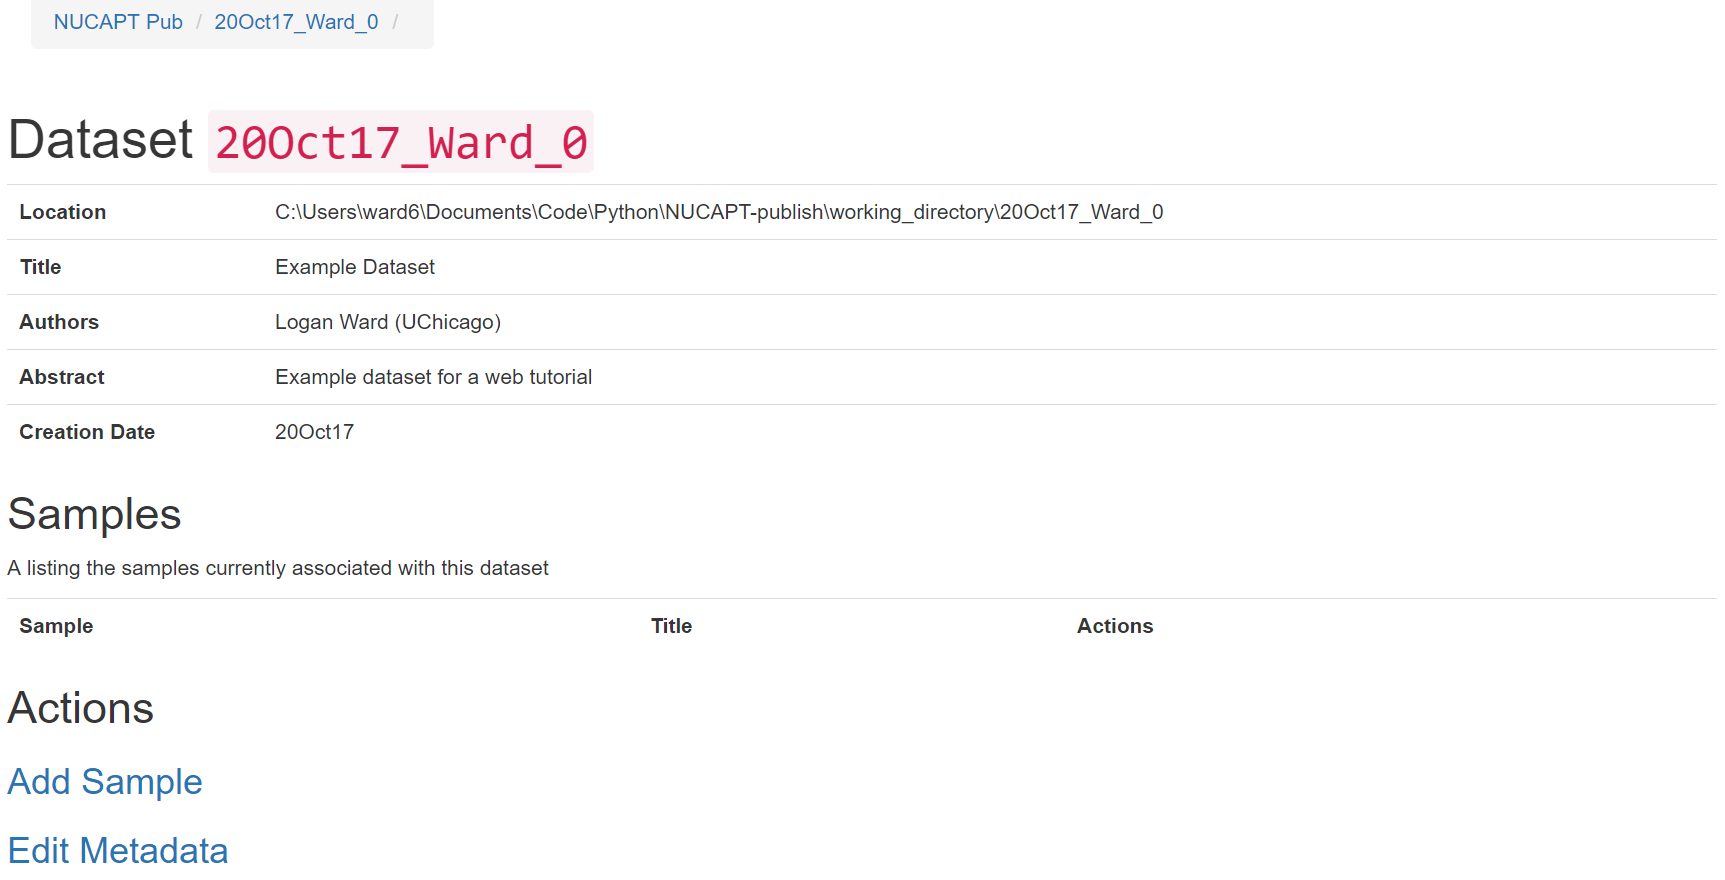 NUCAPT Pub / 20Oct17_Ward_0 /
Dataset 20Oct17_Ward_0
Location C:\Users\ward6\Documents\Code\Python\NUCAPT-publish\working_directory\20Oct17_Ward_0
Title Example Dataset
Authors Logan Ward (UChicago)
Abstract Example dataset for a web tutorial
Creation Date 20Oct17
Samples
A listing the samples currently associated with this dataset
Sample Title Actions
Actions
Add Sample
Edit Metadata